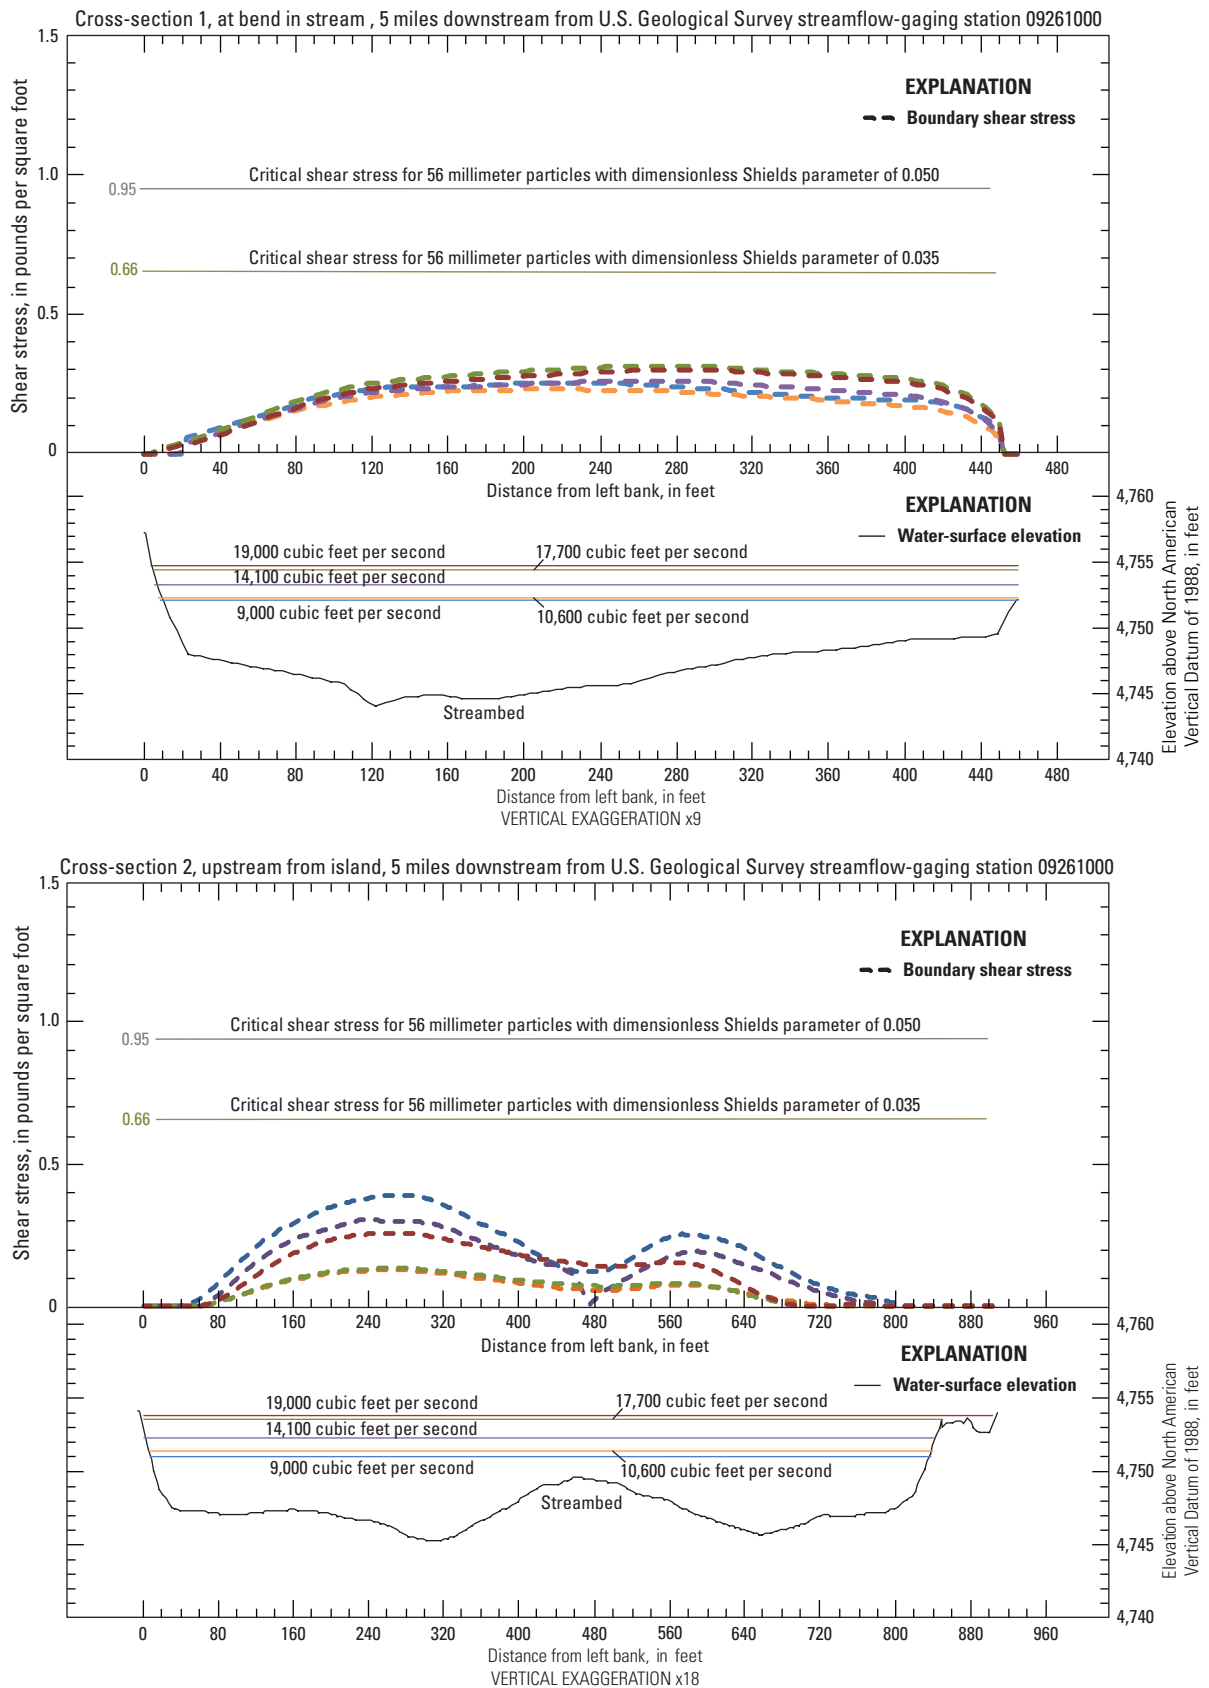 Cross-section 1, at bend in stream , 5 miles downstream from U.S. Geological Survey streamflow-gaging station 09261000
1.5
1.0
0.5
0
Shear stress, in pounds per square foot
EXPLANATION
Boundary shear stress
Critical shear stress for 56 millimeter particles with dimensionless Shields parameter of 0.050
0.95
Critical shear stress for 56 millimeter particles with dimensionless Shields parameter of 0.035
0.66
0 40 80 120 160 200 240 280 320 360 400 440 480
Distance from left bank, in feet
EXPLANATION
Water-surface elevation
19,000 cubic feet per second
17,700 cubic feet per second
14,100 cubic feet per second
9,000 cubic feet per second
10,600 cubic feet per second
Streambed
4,760
4,755
4,750
4,745
4,740
Elevation above North American
Vertical Datum of 1988, in feet
0 40 80 120 160 200 240 280 320 360 400 440 480
Distance from left bank, in feet
VERTICAL EXAGGERATION x9
Cross-section 2, upstream from island, 5 miles downstream from U.S. Geological Survey streamflow-gaging station 09261000
1.5
1.0
0.5
0
Shear stress, in pounds per square foot
EXPLANATION
Boundary shear stress
Critical shear stress for 56 millimeter particles with dimensionless Shields parameter of 0.050
0.95
Critical shear stress for 56 millimeter particles with dimensionless Shields parameter of 0.035
0.66
0 80 160 240 320 400 480 560 640 720 800 880 960
Distance from left bank, in feet
EXPLANATION
Water-surface elevation
19,000 cubic feet per second
17,700 cubic feet per second
14,100 cubic feet per second
9,000 cubic feet per second
10,600 cubic feet per second
Streambed
4,760
4,755
4,750
4,745
4,740
Elevation above North American
Vertical Datum of 1988, in feet
0 80 160 240 320 400 480 560 640 720 800 880 960
Distance from left bank, in feet
VERTICAL EXAGGERATION x18